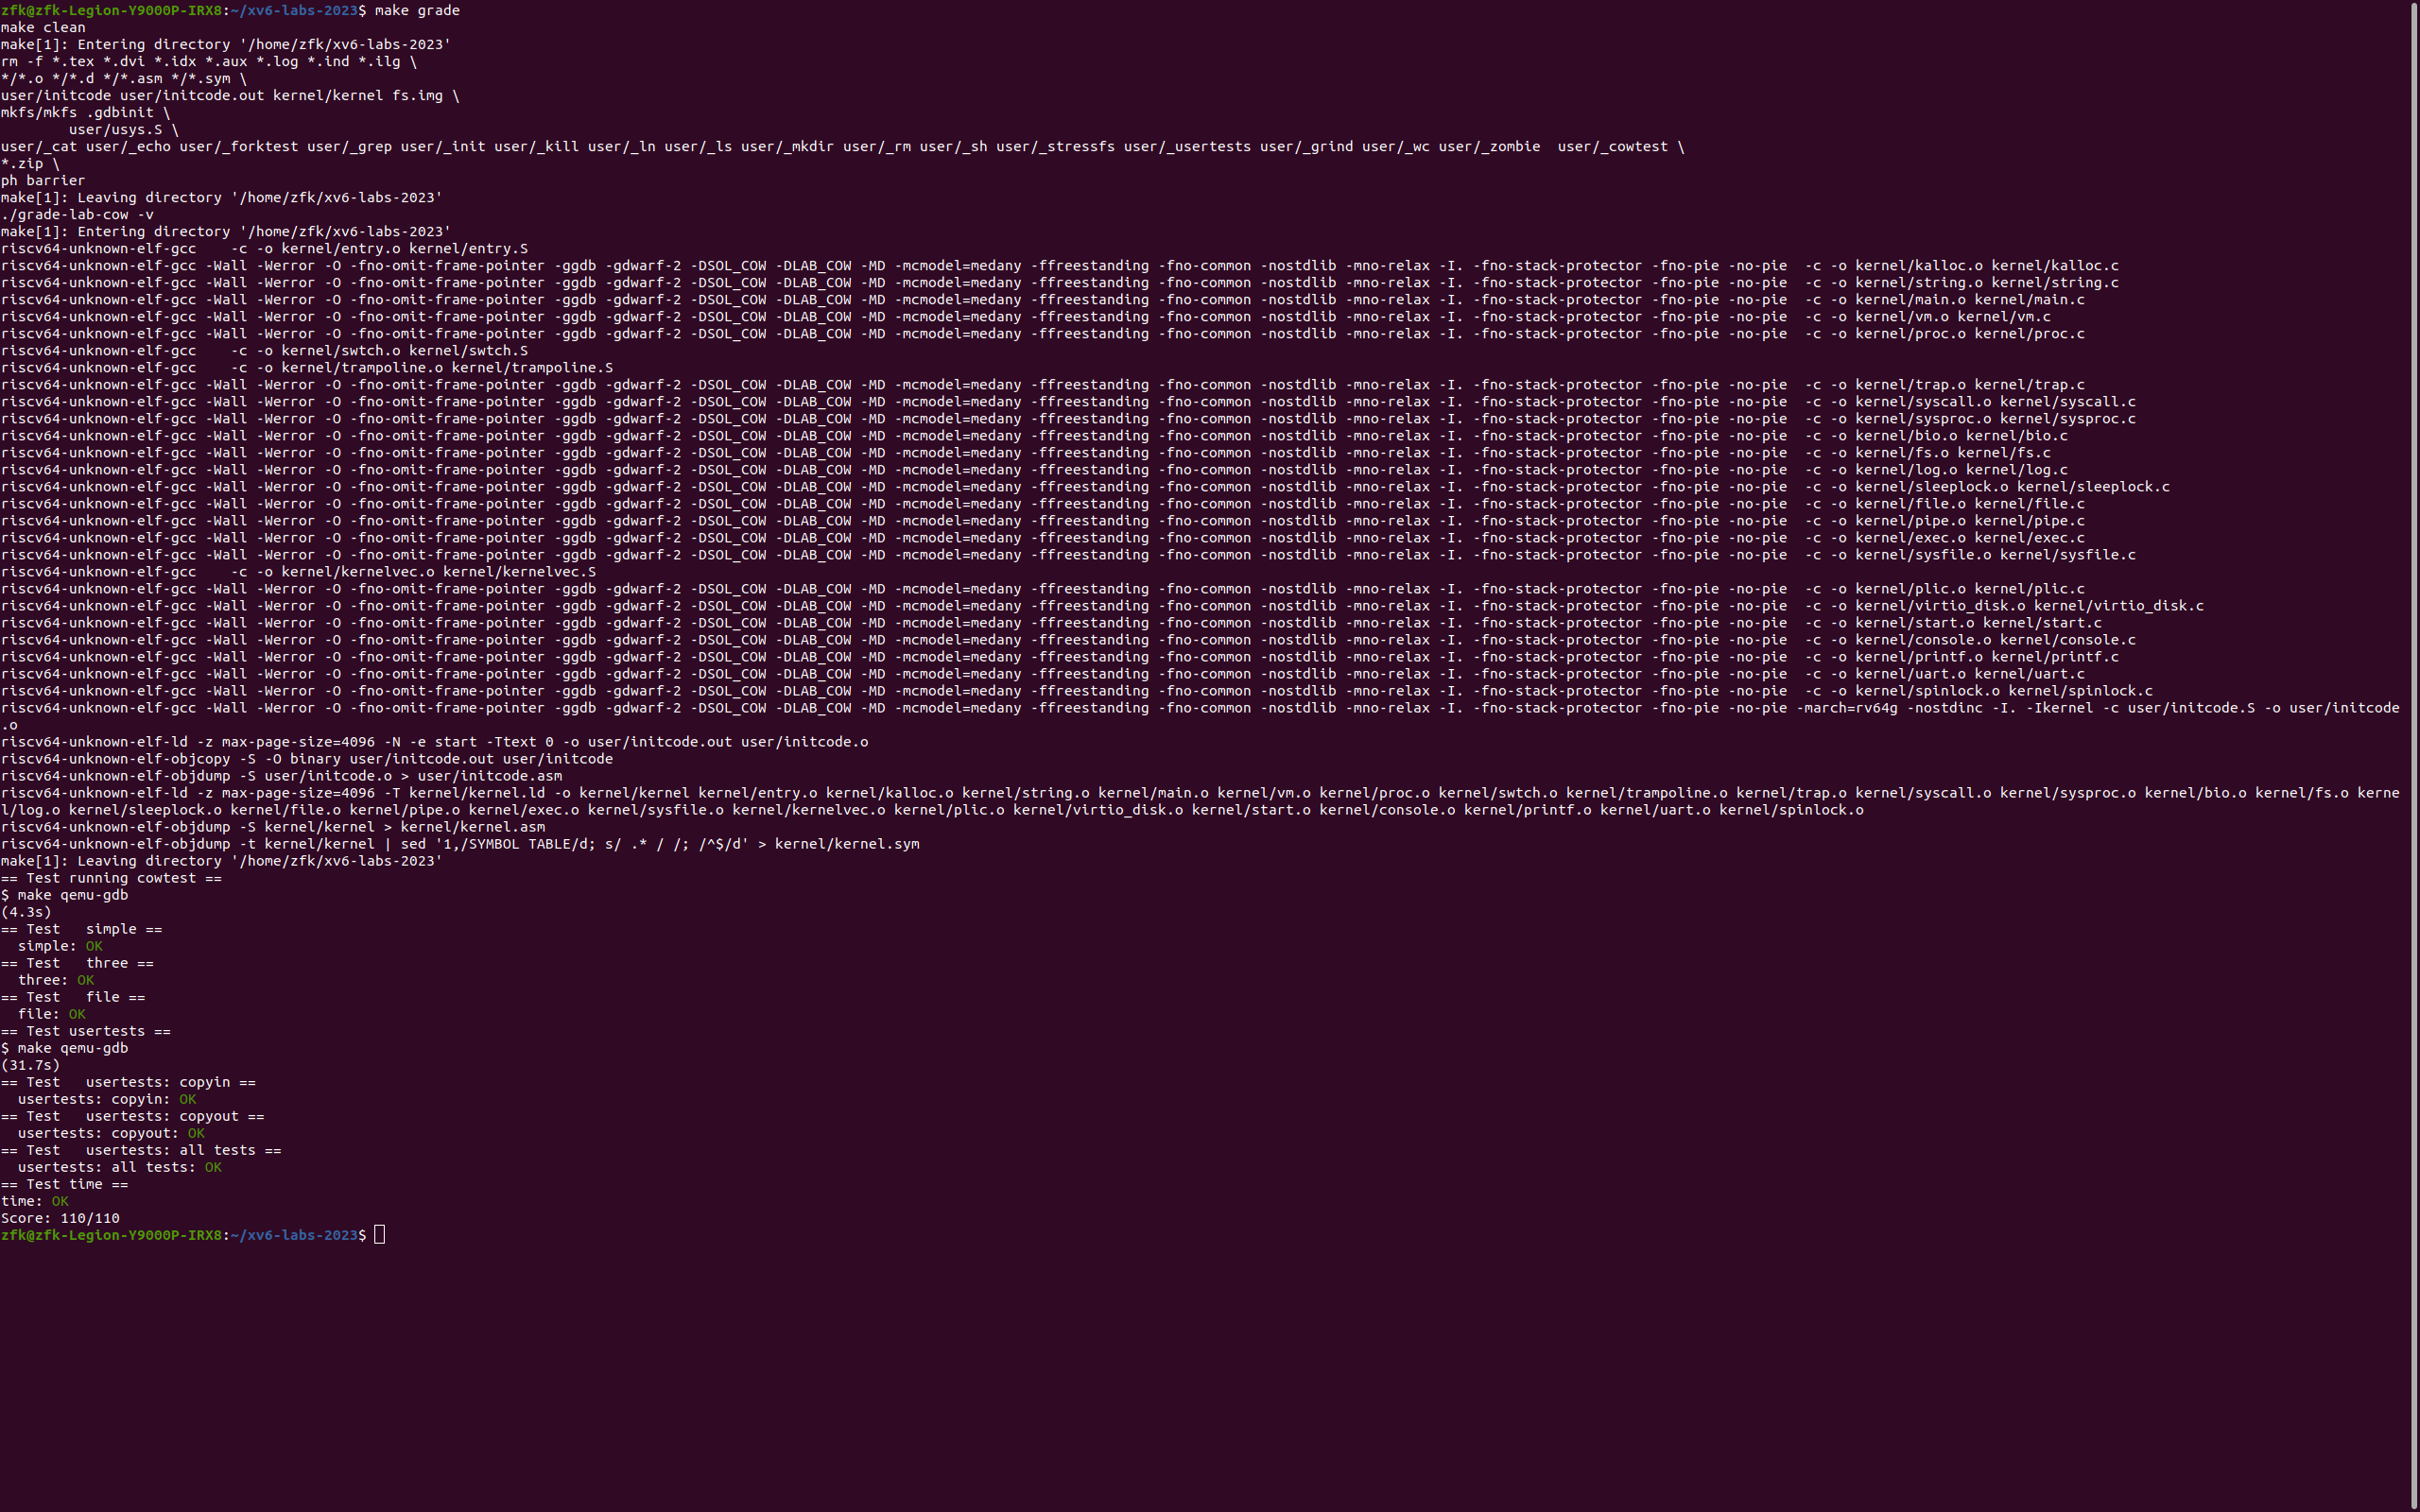 zfk@zfk-Legion-Y9000P-IRX8:~/xv6-labs-2023$ make grade
make clean
make[1]: Entering directory '/home/zfk/xv6-labs-2023'
rm -f *.tex *.dvi *.idx *.aux *.log *.ind *.ilg \
*/*.o */*.d */*.asm */*.sym \
user/initcode user/initcode.out kernel/kernel fs.img \
mkfs/mkfs .gdbinit \
        user/usys.S \
user/_cat user/_echo user/_forktest user/_grep user/_init user/_kill user/_ln user/_ls user/_mkdir user/_rm user/_sh user/_stressfs user/_usertests user/_grind user/_wc user/_zombie  user/_cowtest \
*.zip \
ph barrier
make[1]: Leaving directory '/home/zfk/xv6-labs-2023'
./grade-lab-cow -v
make[1]: Entering directory '/home/zfk/xv6-labs-2023'
riscv64-unknown-elf-gcc    -c -o kernel/entry.o kernel/entry.S
riscv64-unknown-elf-gcc -Wall -Werror -O -fno-omit-frame-pointer -ggdb -gdwarf-2 -DSOL_COW -DLAB_COW -MD -mcmodel=medany -ffreestanding -fno-common -nostdlib -mno-relax -I. -fno-stack-protector -fno-pie -no-pie  -c -o kernel/kalloc.o kernel/kalloc.c
riscv64-unknown-elf-gcc -Wall -Werror -O -fno-omit-frame-pointer -ggdb -gdwarf-2 -DSOL_COW -DLAB_COW -MD -mcmodel=medany -ffreestanding -fno-common -nostdlib -mno-relax -I. -fno-stack-protector -fno-pie -no-pie  -c -o kernel/string.o kernel/string.c
riscv64-unknown-elf-gcc -Wall -Werror -O -fno-omit-frame-pointer -ggdb -gdwarf-2 -DSOL_COW -DLAB_COW -MD -mcmodel=medany -ffreestanding -fno-common -nostdlib -mno-relax -I. -fno-stack-protector -fno-pie -no-pie  -c -o kernel/main.o kernel/main.c
riscv64-unknown-elf-gcc -Wall -Werror -O -fno-omit-frame-pointer -ggdb -gdwarf-2 -DSOL_COW -DLAB_COW -MD -mcmodel=medany -ffreestanding -fno-common -nostdlib -mno-relax -I. -fno-stack-protector -fno-pie -no-pie  -c -o kernel/vm.o kernel/vm.c
riscv64-unknown-elf-gcc -Wall -Werror -O -fno-omit-frame-pointer -ggdb -gdwarf-2 -DSOL_COW -DLAB_COW -MD -mcmodel=medany -ffreestanding -fno-common -nostdlib -mno-relax -I. -fno-stack-protector -fno-pie -no-pie  -c -o kernel/proc.o kernel/proc.c
riscv64-unknown-elf-gcc    -c -o kernel/swtch.o kernel/swtch.S
riscv64-unknown-elf-gcc    -c -o kernel/trampoline.o kernel/trampoline.S
riscv64-unknown-elf-gcc -Wall -Werror -O -fno-omit-frame-pointer -ggdb -gdwarf-2 -DSOL_COW -DLAB_COW -MD -mcmodel=medany -ffreestanding -fno-common -nostdlib -mno-relax -I. -fno-stack-protector -fno-pie -no-pie  -c -o kernel/trap.o kernel/trap.c
riscv64-unknown-elf-gcc -Wall -Werror -O -fno-omit-frame-pointer -ggdb -gdwarf-2 -DSOL_COW -DLAB_COW -MD -mcmodel=medany -ffreestanding -fno-common -nostdlib -mno-relax -I. -fno-stack-protector -fno-pie -no-pie  -c -o kernel/syscall.o kernel/syscall.c
riscv64-unknown-elf-gcc -Wall -Werror -O -fno-omit-frame-pointer -ggdb -gdwarf-2 -DSOL_COW -DLAB_COW -MD -mcmodel=medany -ffreestanding -fno-common -nostdlib -mno-relax -I. -fno-stack-protector -fno-pie -no-pie  -c -o kernel/sysproc.o kernel/sysproc.c
riscv64-unknown-elf-gcc -Wall -Werror -O -fno-omit-frame-pointer -ggdb -gdwarf-2 -DSOL_COW -DLAB_COW -MD -mcmodel=medany -ffreestanding -fno-common -nostdlib -mno-relax -I. -fno-stack-protector -fno-pie -no-pie  -c -o kernel/bio.o kernel/bio.c
riscv64-unknown-elf-gcc -Wall -Werror -O -fno-omit-frame-pointer -ggdb -gdwarf-2 -DSOL_COW -DLAB_COW -MD -mcmodel=medany -ffreestanding -fno-common -nostdlib -mno-relax -I. -fno-stack-protector -fno-pie -no-pie  -c -o kernel/fs.o kernel/fs.c
riscv64-unknown-elf-gcc -Wall -Werror -O -fno-omit-frame-pointer -ggdb -gdwarf-2 -DSOL_COW -DLAB_COW -MD -mcmodel=medany -ffreestanding -fno-common -nostdlib -mno-relax -I. -fno-stack-protector -fno-pie -no-pie  -c -o kernel/log.o kernel/log.c
riscv64-unknown-elf-gcc -Wall -Werror -O -fno-omit-frame-pointer -ggdb -gdwarf-2 -DSOL_COW -DLAB_COW -MD -mcmodel=medany -ffreestanding -fno-common -nostdlib -mno-relax -I. -fno-stack-protector -fno-pie -no-pie  -c -o kernel/sleeplock.o kernel/sleeplock.c
riscv64-unknown-elf-gcc -Wall -Werror -O -fno-omit-frame-pointer -ggdb -gdwarf-2 -DSOL_COW -DLAB_COW -MD -mcmodel=medany -ffreestanding -fno-common -nostdlib -mno-relax -I. -fno-stack-protector -fno-pie -no-pie  -c -o kernel/file.o kernel/file.c
riscv64-unknown-elf-gcc -Wall -Werror -O -fno-omit-frame-pointer -ggdb -gdwarf-2 -DSOL_COW -DLAB_COW -MD -mcmodel=medany -ffreestanding -fno-common -nostdlib -mno-relax -I. -fno-stack-protector -fno-pie -no-pie  -c -o kernel/pipe.o kernel/pipe.c
riscv64-unknown-elf-gcc -Wall -Werror -O -fno-omit-frame-pointer -ggdb -gdwarf-2 -DSOL_COW -DLAB_COW -MD -mcmodel=medany -ffreestanding -fno-common -nostdlib -mno-relax -I. -fno-stack-protector -fno-pie -no-pie  -c -o kernel/exec.o kernel/exec.c
riscv64-unknown-elf-gcc -Wall -Werror -O -fno-omit-frame-pointer -ggdb -gdwarf-2 -DSOL_COW -DLAB_COW -MD -mcmodel=medany -ffreestanding -fno-common -nostdlib -mno-relax -I. -fno-stack-protector -fno-pie -no-pie  -c -o kernel/sysfile.o kernel/sysfile.c
riscv64-unknown-elf-gcc    -c -o kernel/kernelvec.o kernel/kernelvec.S
riscv64-unknown-elf-gcc -Wall -Werror -O -fno-omit-frame-pointer -ggdb -gdwarf-2 -DSOL_COW -DLAB_COW -MD -mcmodel=medany -ffreestanding -fno-common -nostdlib -mno-relax -I. -fno-stack-protector -fno-pie -no-pie  -c -o kernel/plic.o kernel/plic.c
riscv64-unknown-elf-gcc -Wall -Werror -O -fno-omit-frame-pointer -ggdb -gdwarf-2 -DSOL_COW -DLAB_COW -MD -mcmodel=medany -ffreestanding -fno-common -nostdlib -mno-relax -I. -fno-stack-protector -fno-pie -no-pie  -c -o kernel/virtio_disk.o kernel/virtio_disk.c
riscv64-unknown-elf-gcc -Wall -Werror -O -fno-omit-frame-pointer -ggdb -gdwarf-2 -DSOL_COW -DLAB_COW -MD -mcmodel=medany -ffreestanding -fno-common -nostdlib -mno-relax -I. -fno-stack-protector -fno-pie -no-pie  -c -o kernel/start.o kernel/start.c
riscv64-unknown-elf-gcc -Wall -Werror -O -fno-omit-frame-pointer -ggdb -gdwarf-2 -DSOL_COW -DLAB_COW -MD -mcmodel=medany -ffreestanding -fno-common -nostdlib -mno-relax -I. -fno-stack-protector -fno-pie -no-pie  -c -o kernel/console.o kernel/console.c
riscv64-unknown-elf-gcc -Wall -Werror -O -fno-omit-frame-pointer -ggdb -gdwarf-2 -DSOL_COW -DLAB_COW -MD -mcmodel=medany -ffreestanding -fno-common -nostdlib -mno-relax -I. -fno-stack-protector -fno-pie -no-pie  -c -o kernel/printf.o kernel/printf.c
riscv64-unknown-elf-gcc -Wall -Werror -O -fno-omit-frame-pointer -ggdb -gdwarf-2 -DSOL_COW -DLAB_COW -MD -mcmodel=medany -ffreestanding -fno-common -nostdlib -mno-relax -I. -fno-stack-protector -fno-pie -no-pie  -c -o kernel/uart.o kernel/uart.c
riscv64-unknown-elf-gcc -Wall -Werror -O -fno-omit-frame-pointer -ggdb -gdwarf-2 -DSOL_COW -DLAB_COW -MD -mcmodel=medany -ffreestanding -fno-common -nostdlib -mno-relax -I. -fno-stack-protector -fno-pie -no-pie  -c -o kernel/spinlock.o kernel/spinlock.c
riscv64-unknown-elf-gcc -Wall -Werror -O -fno-omit-frame-pointer -ggdb -gdwarf-2 -DSOL_COW -DLAB_COW -MD -mcmodel=medany -ffreestanding -fno-common -nostdlib -mno-relax -I. -fno-stack-protector -fno-pie -no-pie -march=rv64g -nostdinc -I. -Ikernel -c user/initcode.S -o user/initcode
.o
riscv64-unknown-elf-ld -z max-page-size=4096 -N -e start -Ttext 0 -o user/initcode.out user/initcode.o
riscv64-unknown-elf-objcopy -S -O binary user/initcode.out user/initcode
riscv64-unknown-elf-objdump -S user/initcode.o > user/initcode.asm
riscv64-unknown-elf-ld -z max-page-size=4096 -T kernel/kernel.ld -o kernel/kernel kernel/entry.o kernel/kalloc.o kernel/string.o kernel/main.o kernel/vm.o kernel/proc.o kernel/swtch.o kernel/trampoline.o kernel/trap.o kernel/syscall.o kernel/sysproc.o kernel/bio.o kernel/fs.o kerne
l/log.o kernel/sleeplock.o kernel/file.o kernel/pipe.o kernel/exec.o kernel/sysfile.o kernel/kernelvec.o kernel/plic.o kernel/virtio_disk.o kernel/start.o kernel/console.o kernel/printf.o kernel/uart.o kernel/spinlock.o
riscv64-unknown-elf-objdump -S kernel/kernel > kernel/kernel.asm
riscv64-unknown-elf-objdump -t kernel/kernel | sed '1,/SYMBOL TABLE/d; s/ .* / /; /^$/d' > kernel/kernel.sym
make[1]: Leaving directory '/home/zfk/xv6-labs-2023'
== Test running cowtest ==
$ make qemu-gdb
(4.3s)
== Test   simple ==
  simple: OK
== Test   three ==
  three: OK
== Test   file ==
  file: OK
== Test usertests ==
$ make qemu-gdb
(31.7s)
== Test   usertests: copyin ==
  usertests: copyin: OK
== Test   usertests: copyout ==
  usertests: copyout: OK
== Test   usertests: all tests ==
  usertests: all tests: OK
== Test time ==
time: OK
Score: 110/110
zfk@zfk-Legion-Y9000P-IRX8:~/xv6-labs-2023$